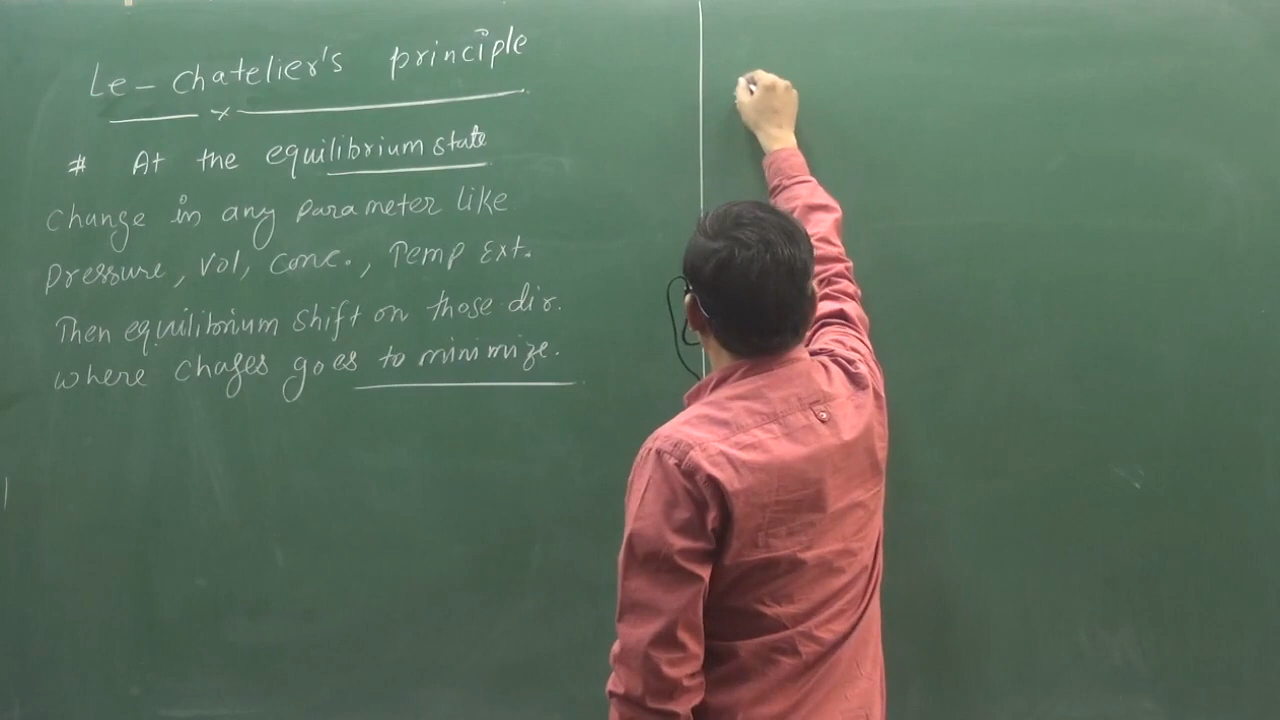 Le - Chatelier's principle
# At the equilibrium state
change in any parameter like
pressure, vol, conc., Temp Ext.
Then equilibrium shift on those dir.
where chages goes to minimize.